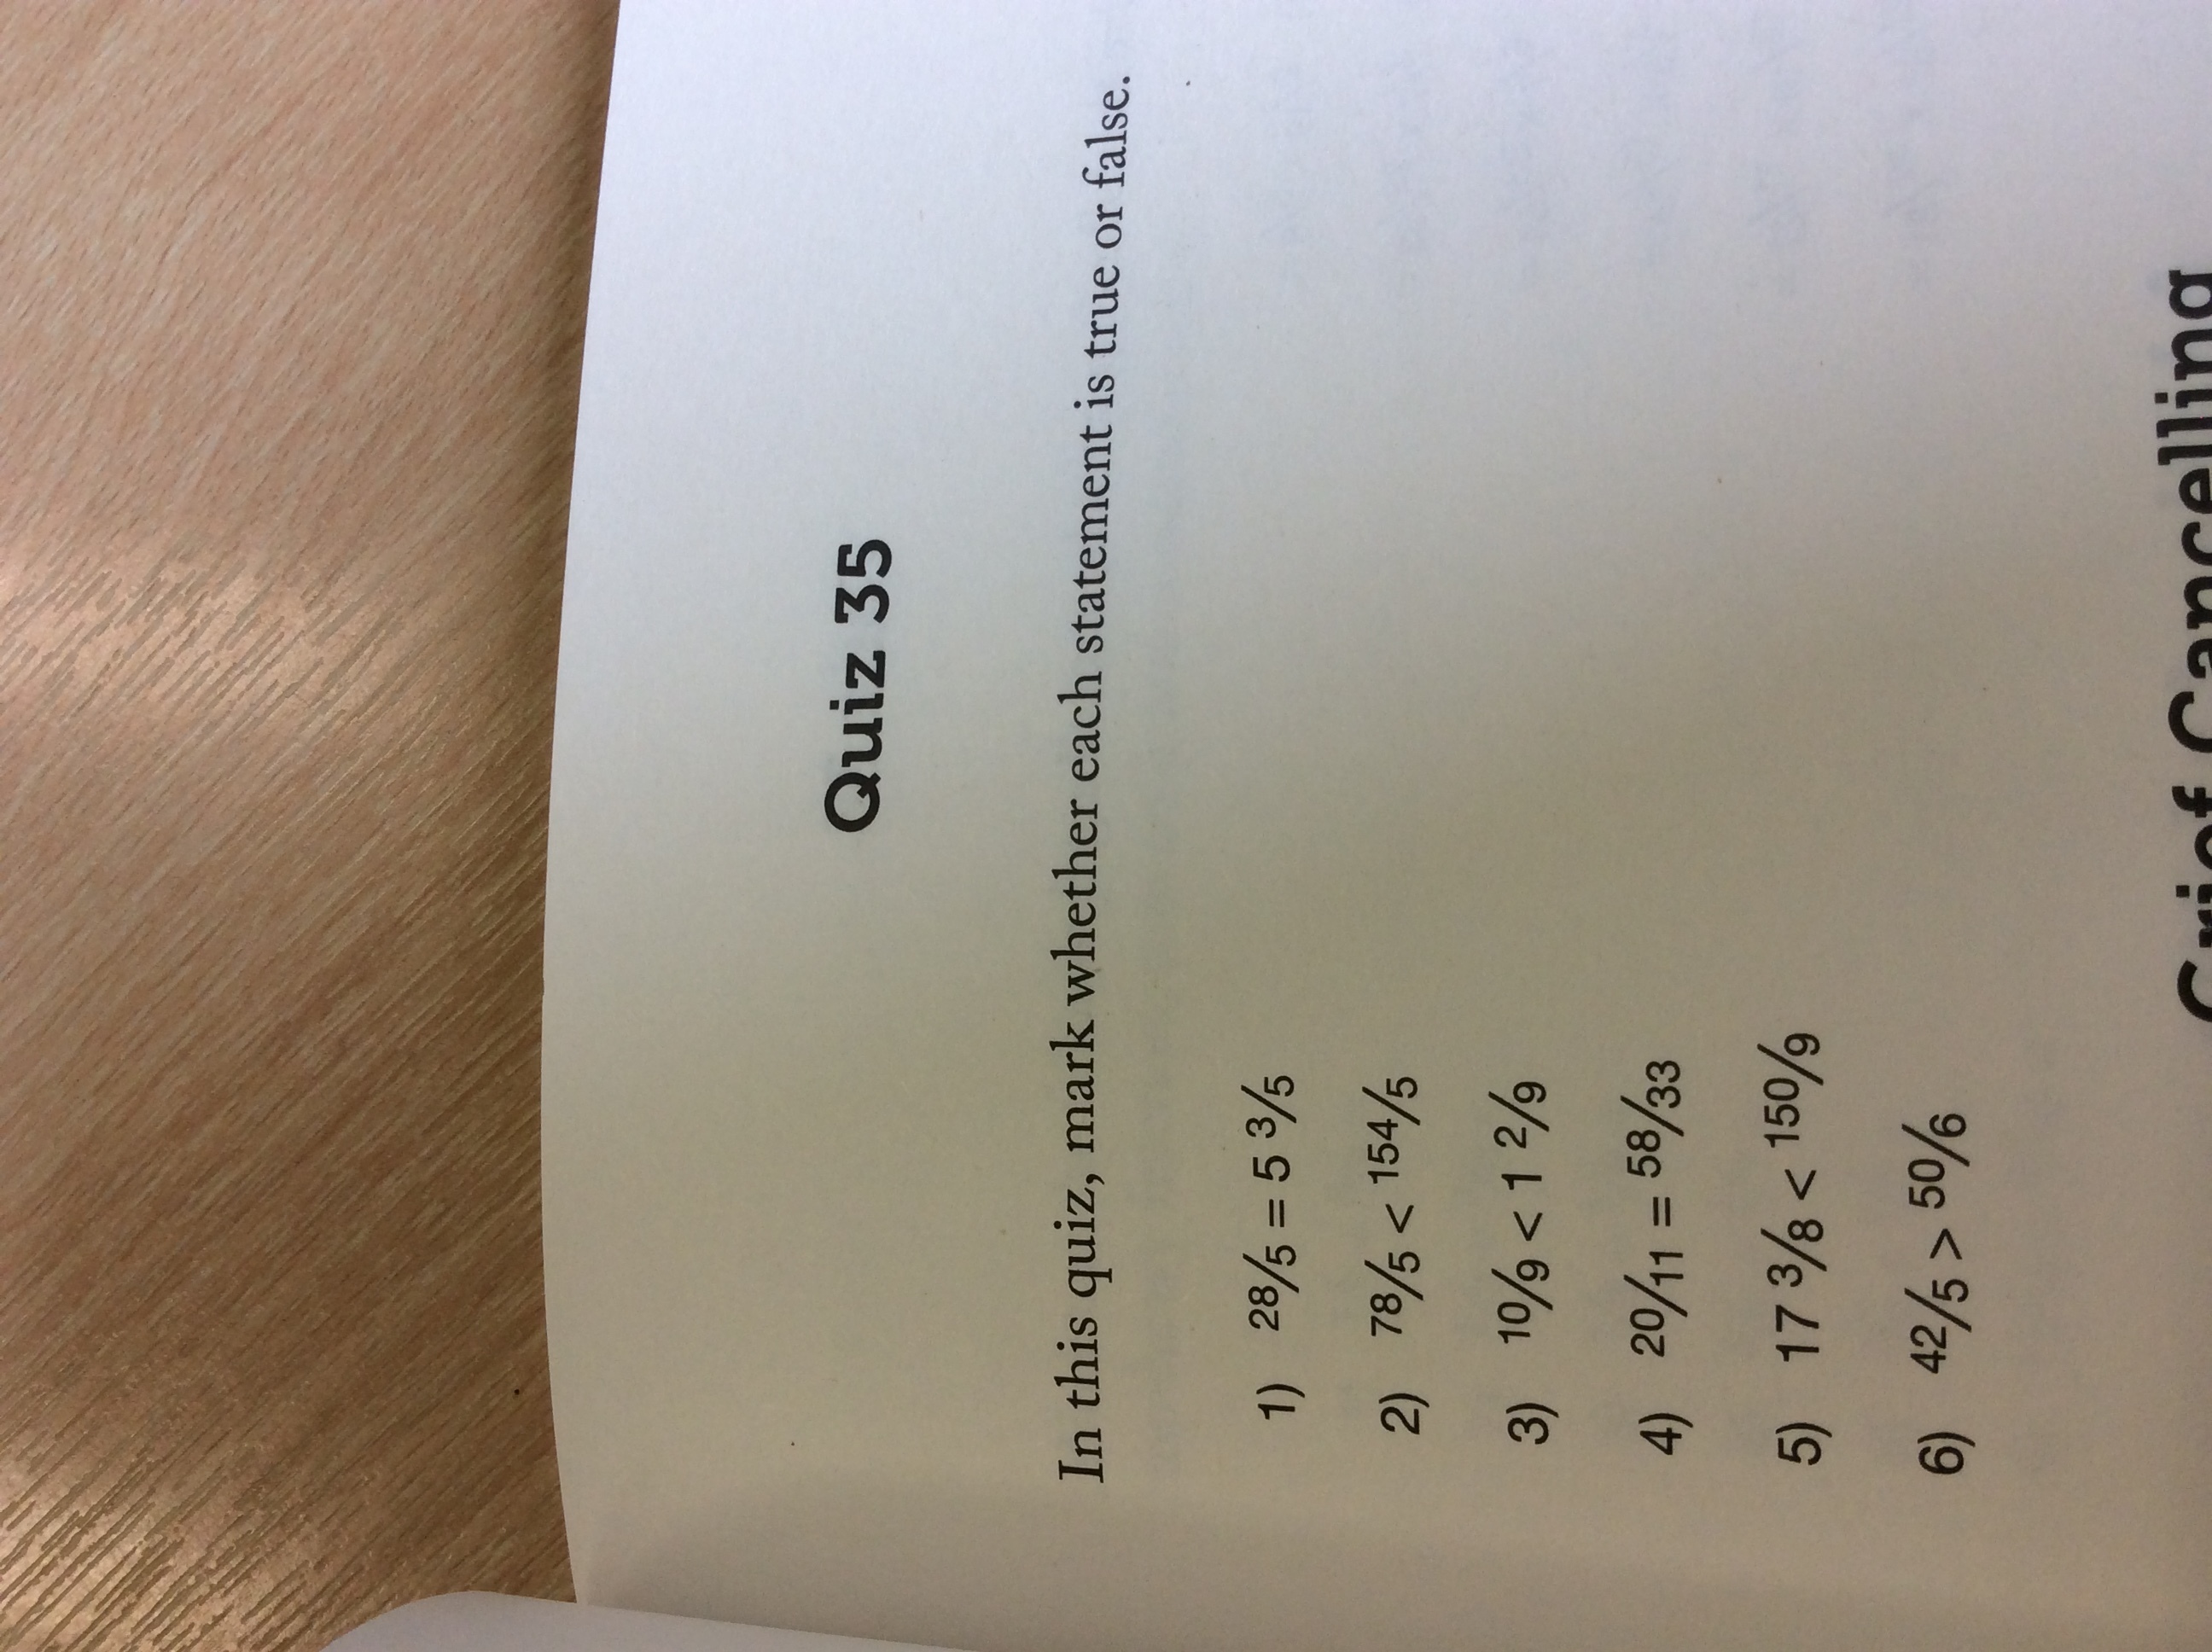 Quiz 35
In this quiz, mark whether each statement is true or false.
1) 28/5 = 5 3/5
2) 78/5 < 154/5
3) 10/9 < 1 2/9
4) 20/11 = 58/33
5) 17 3/8 < 150/9
6) 42/5 > 50/6
Grief Cancelling